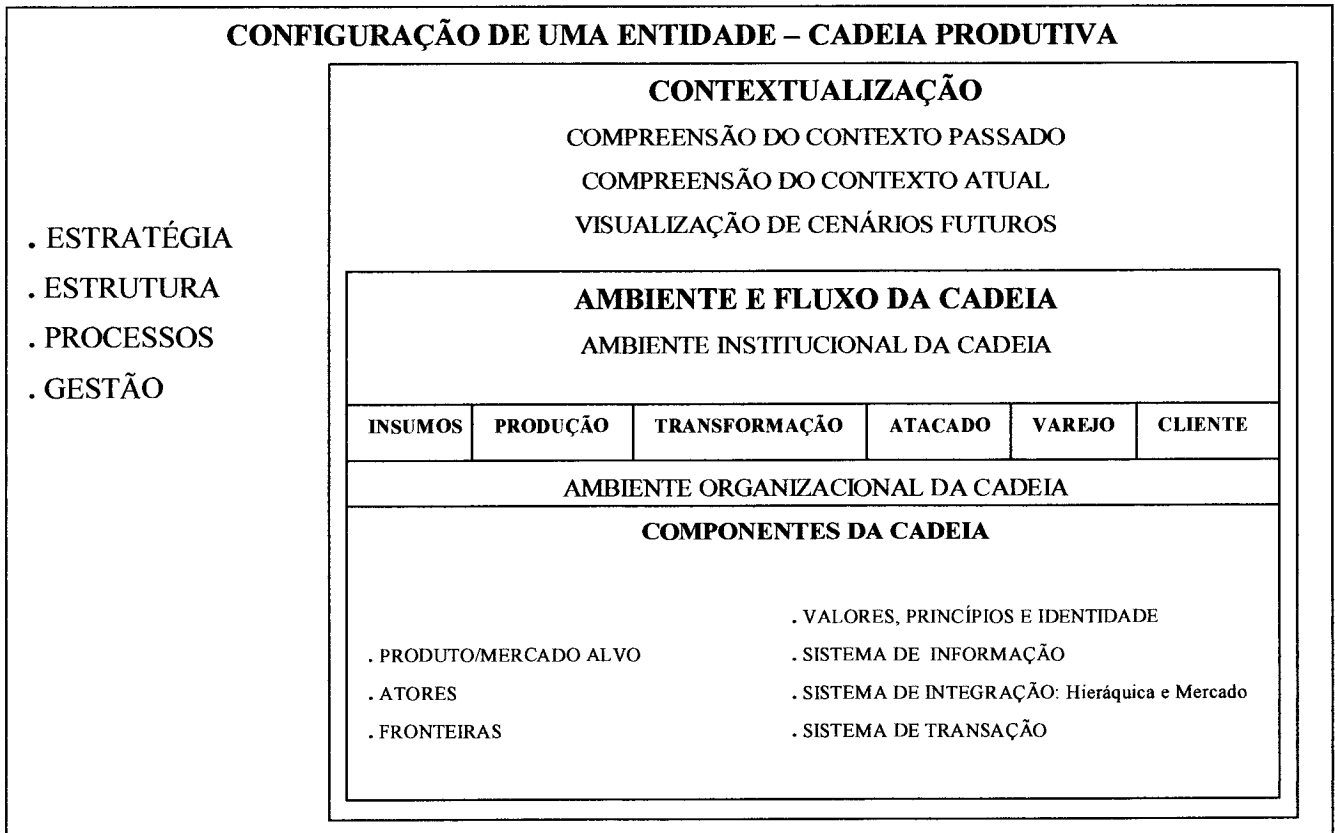 CONFIGURAÇÃO DE UMA ENTIDADE – CADEIA PRODUTIVA
. ESTRATÉGIA
. ESTRUTURA
. PROCESSOS
. GESTÃO
CONTEXTUALIZAÇÃO
COMPREENSÃO DO CONTEXTO PASSADO
COMPREENSÃO DO CONTEXTO ATUAL
VISUALIZAÇÃO DE CENÁRIOS FUTUROS
AMBIENTE E FLUXO DA CADEIA
AMBIENTE INSTITUCIONAL DA CADEIA
INSUMOS PRODUÇÃO TRANSFORMAÇÃO ATACADO VAREJO CLIENTE
AMBIENTE ORGANIZACIONAL DA CADEIA
COMPONENTES DA CADEIA
. PRODUTO/MERCADO ALVO
. ATORES
. FRONTEIRAS
. VALORES, PRINCÍPIOS E IDENTIDADE
. SISTEMA DE INFORMAÇÃO
. SISTEMA DE INTEGRAÇÃO: Hieráquica e Mercado
. SISTEMA DE TRANSAÇÃO